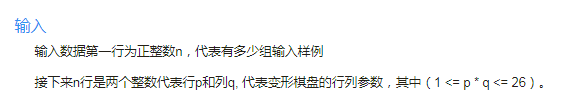 输入
输入数据第一行为正整数n，代表有多少组输入样例
接下来n行是两个整数代表行p和列q, 代表变形棋盘的行列参数，其中（1 <= p * q <= 26）。